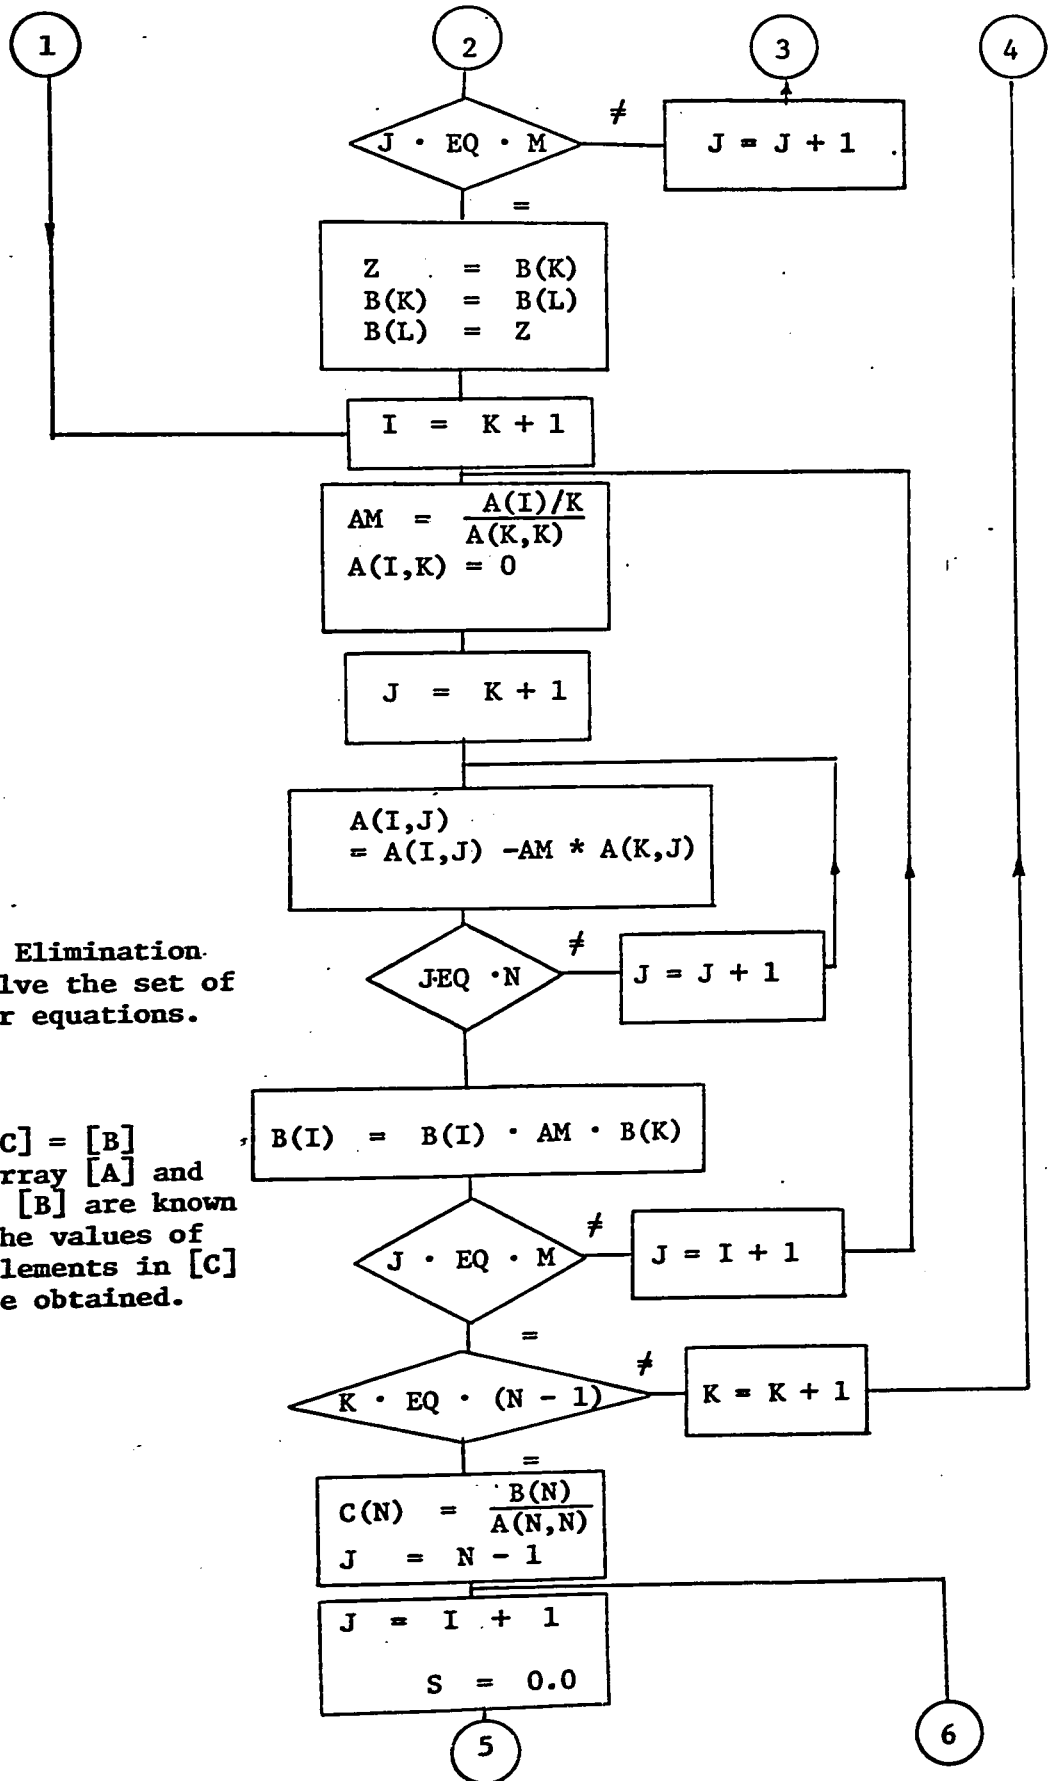 1
2
3
4
J · EQ · M
≠
J = J + 1
=
Z = B(K)
B(K) = B(L)
B(L) = Z
I = K + 1
AM = A(I)/K
A(K,K)
A(I,K) = 0
J = K + 1
A(I,J)
= A(I,J) -AM * A(K,J)
Elimination
lve the set of
r equations.
J·EQ ·N
≠
J = J + 1
C] = [B]
rray [A] and
[B] are known
he values of
lements in [C]
e obtained.
B(I) = B(I) · AM · B(K)
J · EQ · M
≠
J = I + 1
=
K · EQ · (N - 1)
≠
K = K + 1
=
C(N) = B(N)
A(N,N)
J = N - 1
J = I + 1
S = 0.0
5
6